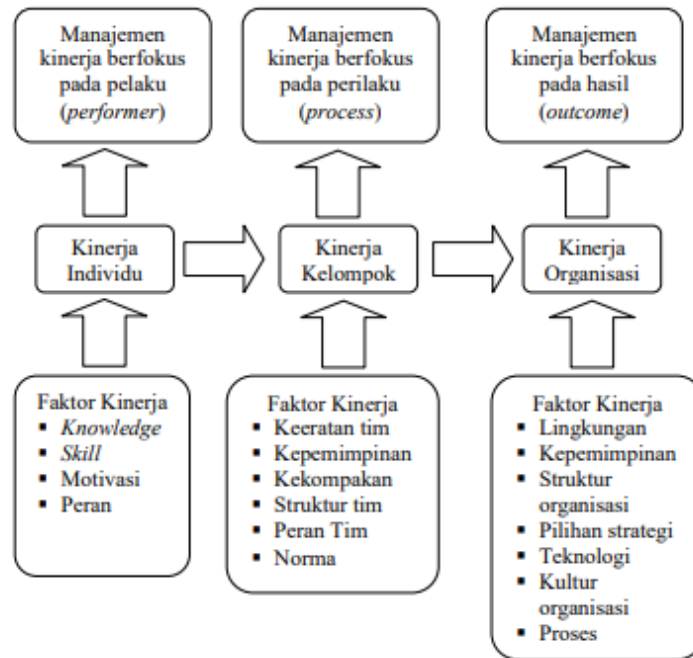 Manajemen
kinerja berfokus
pada pelaku
(performer)
Manajemen
kinerja berfokus
pada perilaku
(process)
Manajemen
kinerja berfokus
pada hasil
(outcome)
Kinerja
Individu
Kinerja
Kelompok
Kinerja
Organisasi
Faktor Kinerja
▪ Knowledge
▪ Skill
▪ Motivasi
▪ Peran
Faktor Kinerja
▪ Keeratan tim
▪ Kepemimpinan
▪ Kekompakan
▪ Struktur tim
▪ Peran Tim
▪ Norma
Faktor Kinerja
▪ Lingkungan
▪ Kepemimpinan
▪ Struktur
organisasi
▪ Pilihan strategi
▪ Teknologi
▪ Kultur
organisasi
▪ Proses